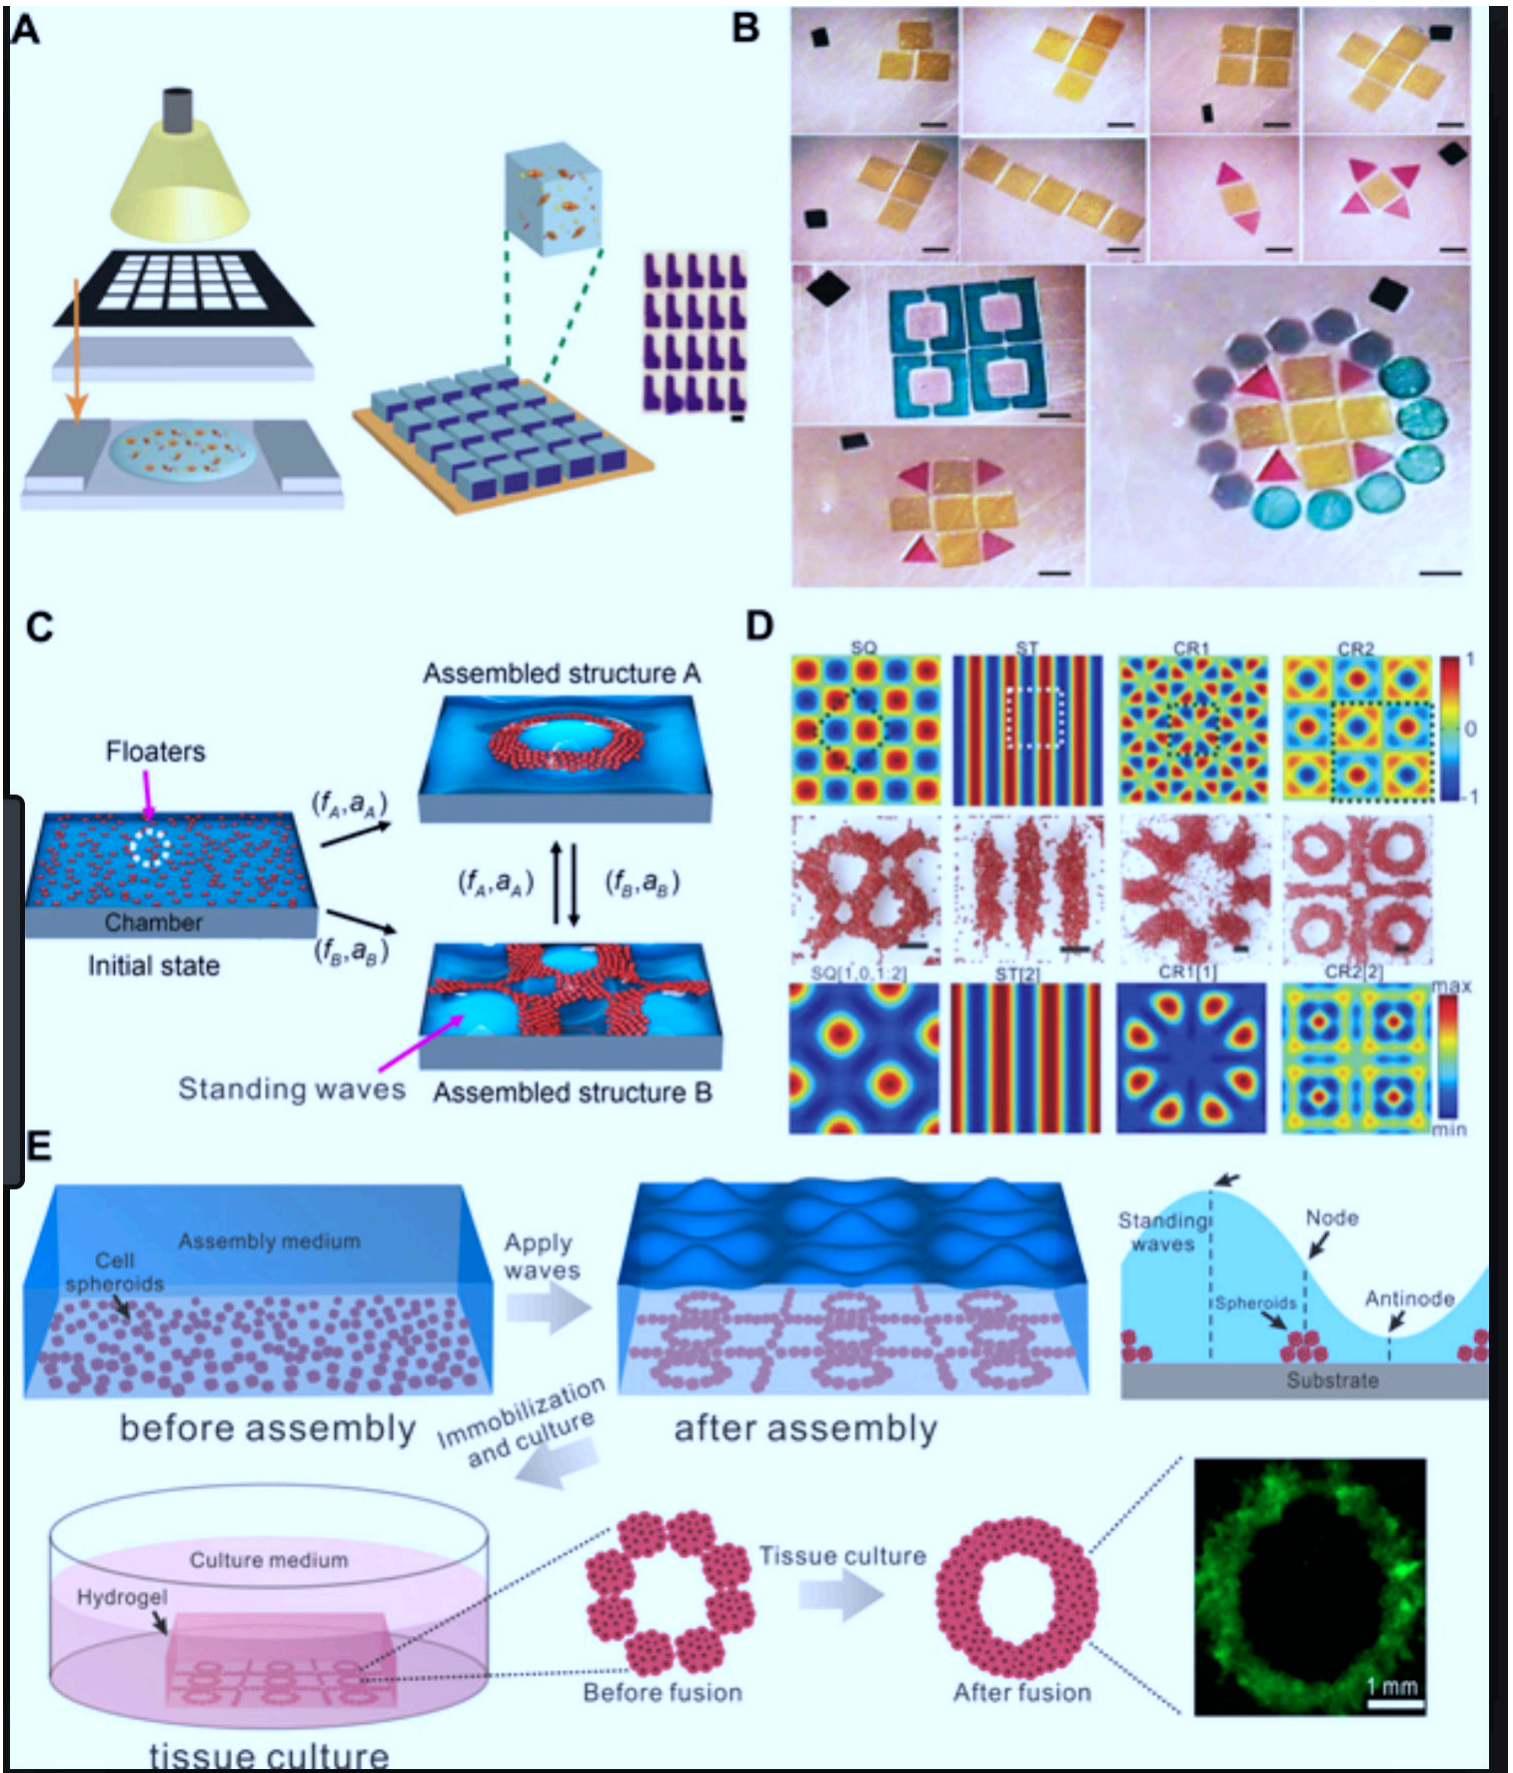 A
B
C
Assembled structure A
Floaters
(fA,aA)
(fA,aA)
(fB,aB)
Chamber
(fB,aB)
Initial state
Standing waves
Assembled structure B
D
SQ
ST
CR1
CR2
1
0
-1
SQ[1,0,1:2]
ST[2]
CR1[1]
CR2[2]
max
min
E
Assembly medium
Cell
spheroids
Apply
waves
Standing
waves
Node
Spheroids
Antinode
Substrate
before assembly
after assembly
Immobilization
and culture
Culture medium
Hydrogel
Tissue culture
Before fusion
After fusion
1 mm
tissue culture